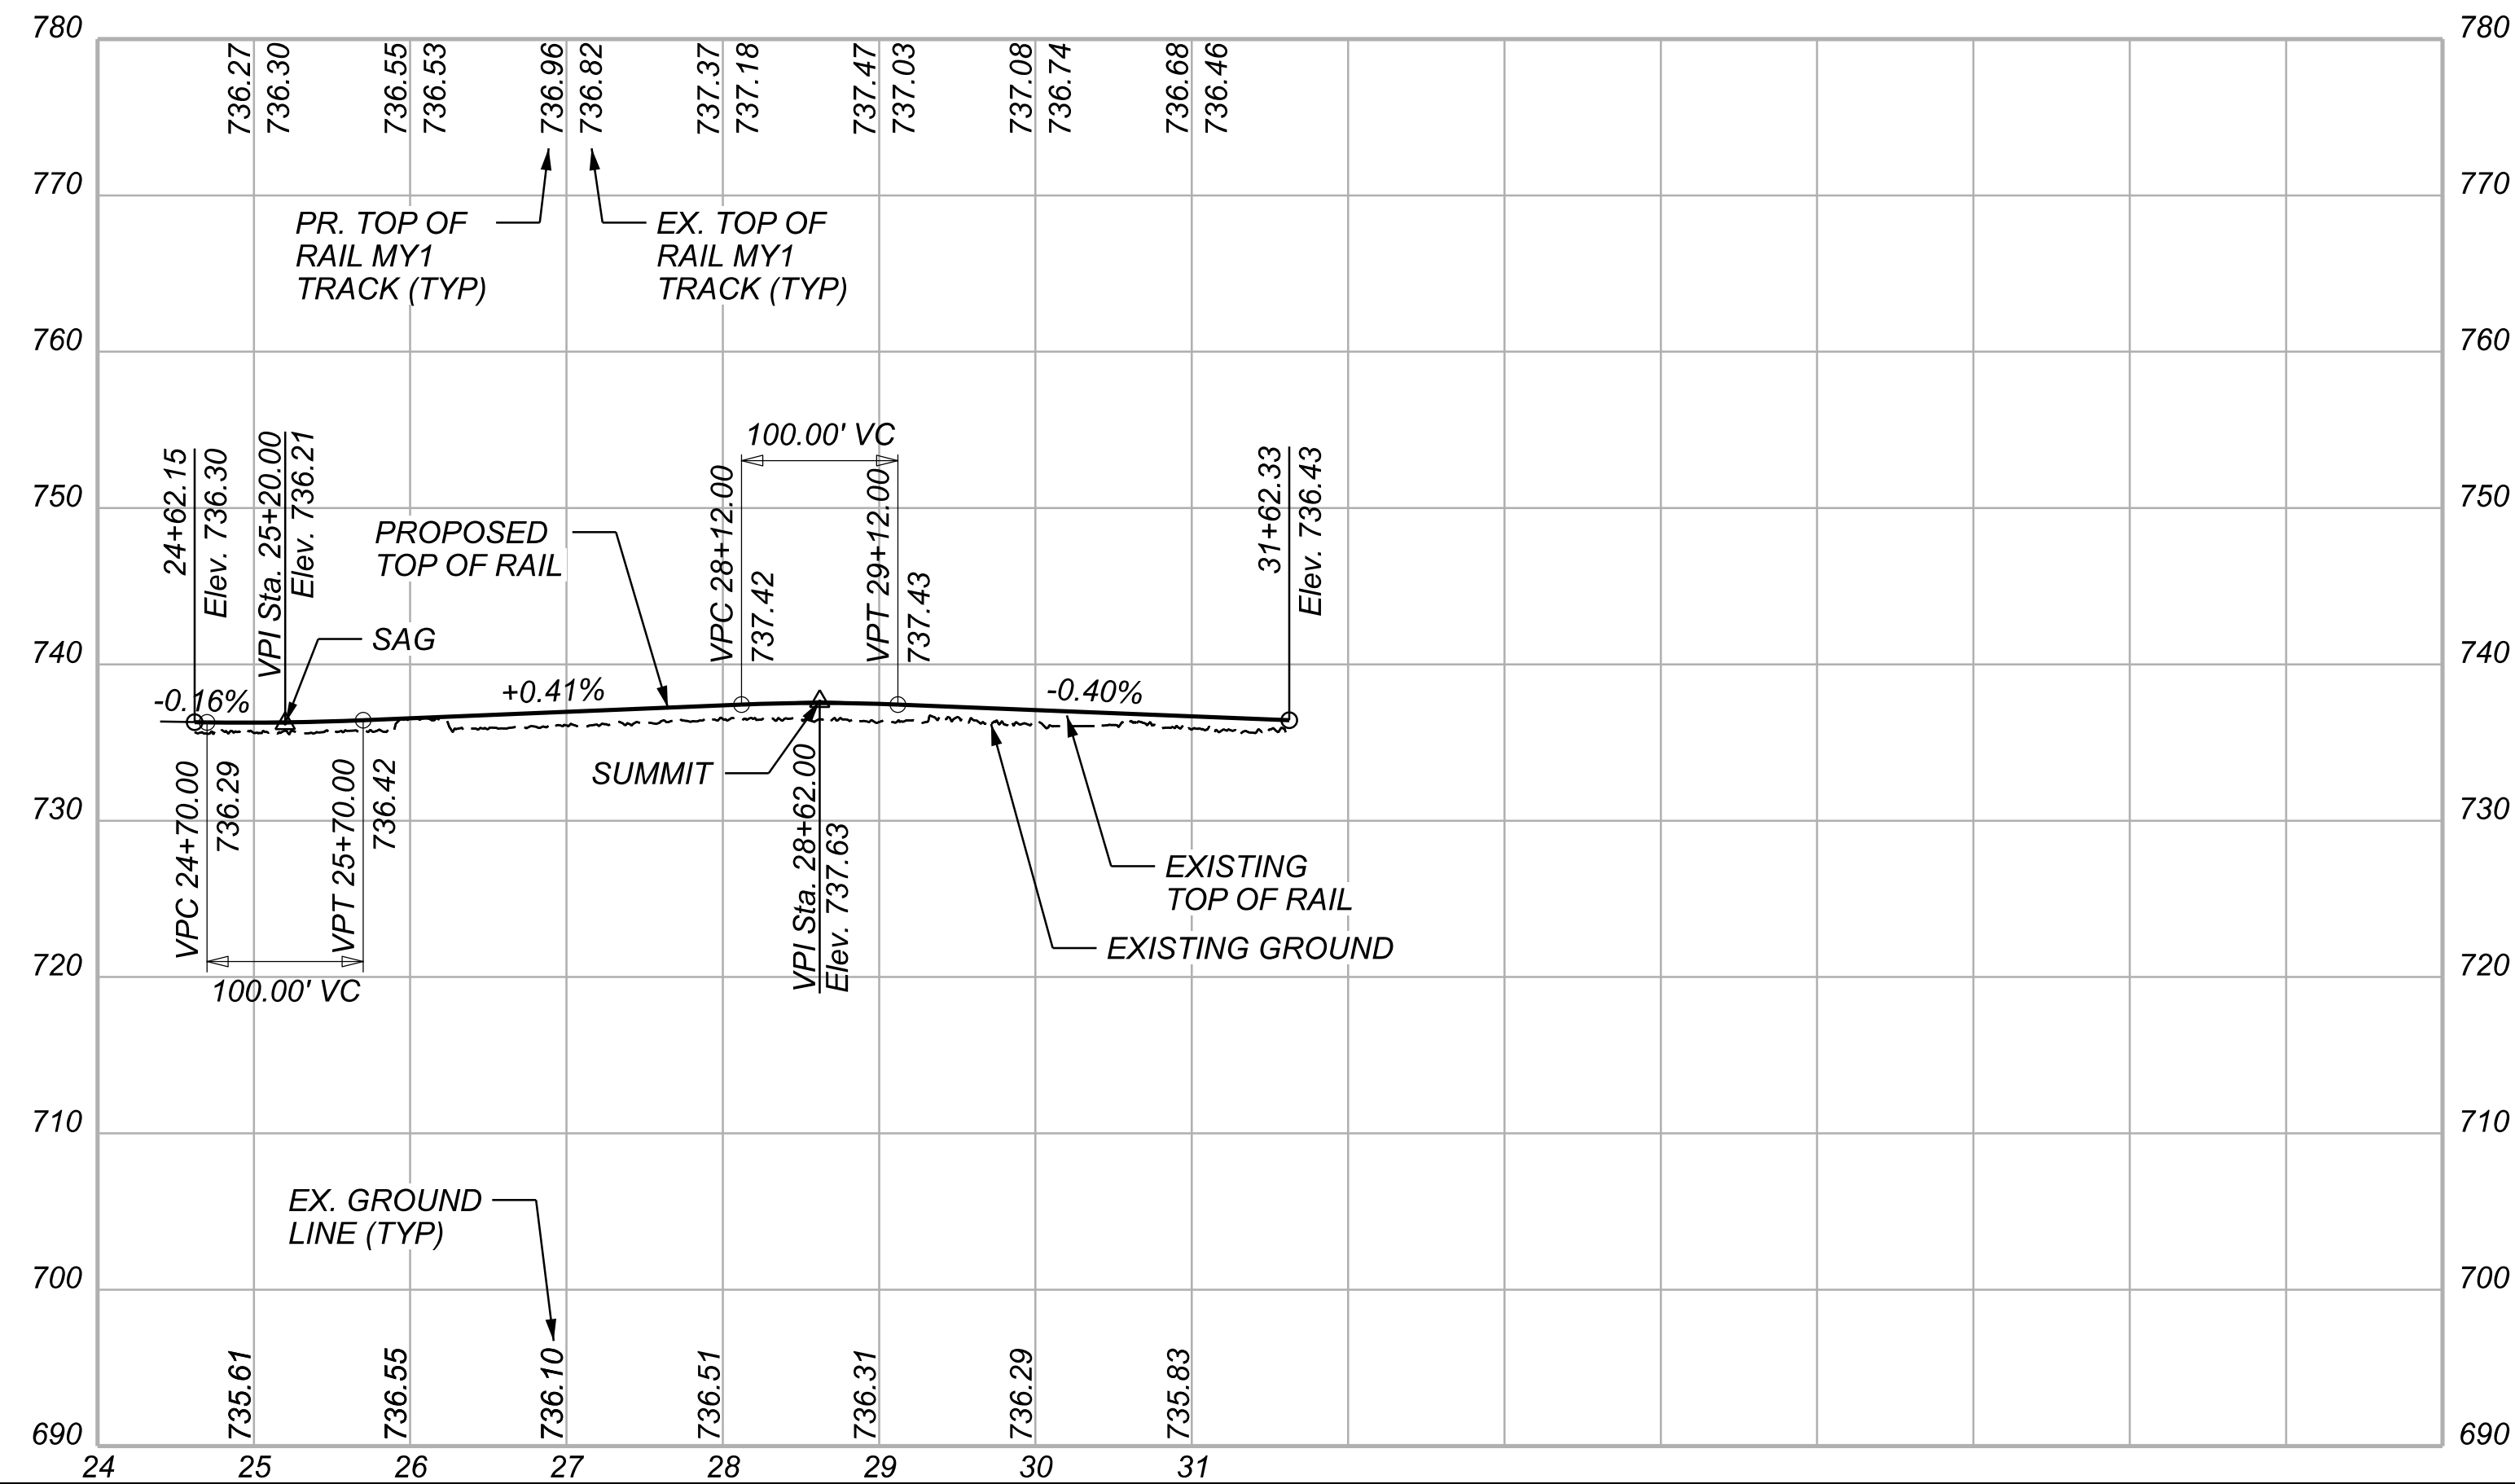 780
780
736.27
736.30
736.55
736.53
736.96
736.82
737.37
737.18
737.47
737.03
737.08
736.74
736.68
736.46
770
770
PR. TOP OF
RAIL MY1
TRACK (TYP)
EX. TOP OF
RAIL MY1
TRACK (TYP)
760
760
24+62.15
Elev. 736.30
VPI Sta. 25+20.00
Elev. 736.21
100.00' VC
VPC 28+12.00
737.42
VPT 29+12.00
737.43
31+62.33
Elev. 736.43
750
750
PROPOSED
TOP OF RAIL
SAG
740
740
-0.16%
+0.41%
-0.40%
SUMMIT
VPC 24+70.00
736.29
VPT 25+70.00
736.42
VPI Sta. 28+62.00
Elev. 737.63
730
730
EXISTING
TOP OF RAIL
EXISTING GROUND
720
720
100.00' VC
710
710
EX. GROUND
LINE (TYP)
700
700
735.61
736.55
736.10
736.51
736.31
736.29
735.83
690
690
24
25
26
27
28
29
30
31